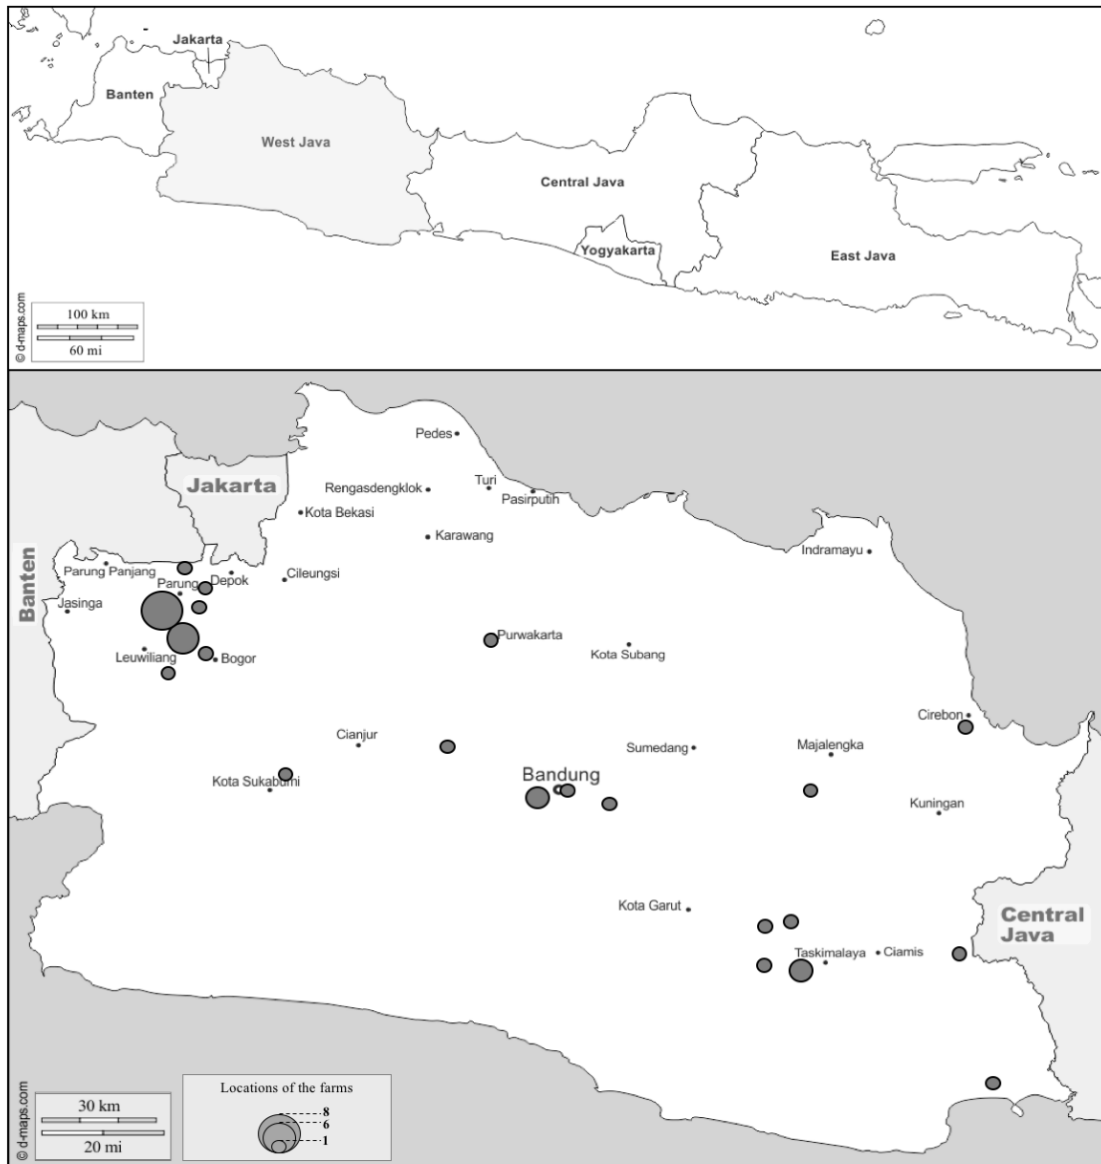 Jakarta
Banten
West Java
Central Java
Yogyakarta
East Java
100 km
60 mi
© d-maps.com
Pedes
Jakarta
Turi
Rengasdengklok
Pasirputih
Kota Bekasi
Karawang
Indramayu
Banten
Parung Panjang
Depok
Cileungsi
Parung
Jasinga
Purwakarta
Kota Subang
Leuwiliang
Bogor
Cirebon
Cianjur
Sumedang
Majalengka
Bandung
Kota Sukabumi
Kuningan
Kota Garut
Central
Java
Taskimalaya
Ciamis
Locations of the farms
8
6
1
30 km
20 mi
© d-maps.com